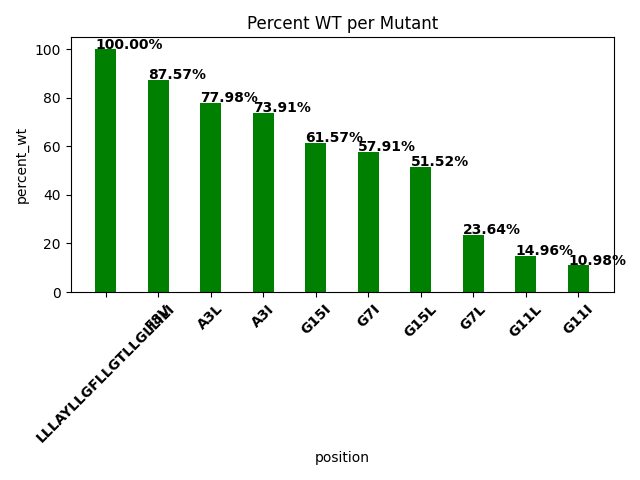 Percent WT per Mutant
100.00%
87.57%
77.98%
73.91%
61.57%
57.91%
51.52%
23.64%
14.96%
10.98%
percent_wt
100
80
60
40
20
0
A3L
A3I
G15I
G7I
G15L
G7L
G11L
G11I
position